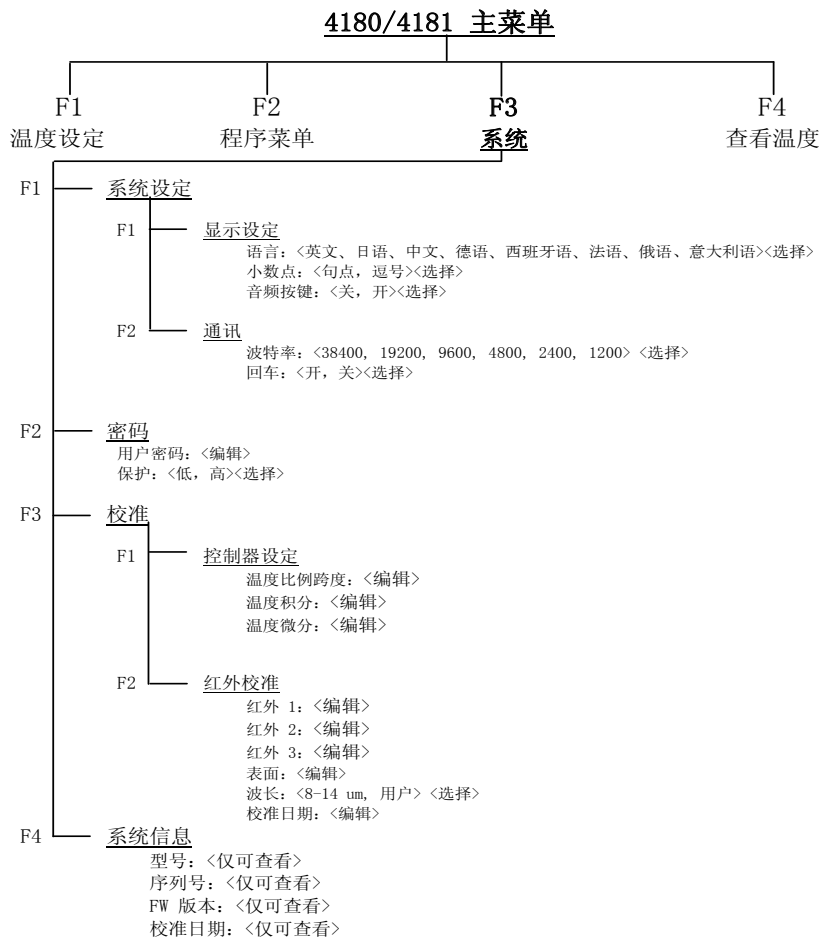 4180/4181 主菜单
F1 F2 F3 F4
温度设定 程序菜单 系统 查看温度
F1 系统设定
F1 显示设定
语言：<英文、日语、中文、德语、西班牙语、法语、俄语、意大利语><选择>
小数点：<句点，逗号><选择>
音频按键：<关，开><选择>
F2 通讯
波特率：<38400, 19200, 9600, 4800, 2400, 1200> <选择>
回车：<开，关><选择>
F2 密码
用户密码：<编辑>
保护：<低，高><选择>
F3 校准
F1 控制器设定
温度比例跨度：<编辑>
温度积分：<编辑>
温度微分：<编辑>
F2 红外校准
红外 1：<编辑>
红外 2：<编辑>
红外 3：<编辑>
表面：<编辑>
波长：<8-14 um, 用户> <选择>
校准日期：<编辑>
F4 系统信息
型号：<仅可查看>
序列号：<仅可查看>
FW 版本：<仅可查看>
校准日期：<仅可查看>